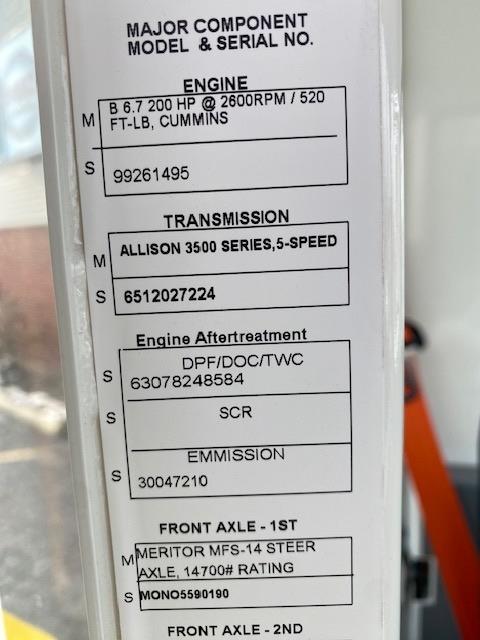 MAJOR COMPONENT
MODEL & SERIAL NO.
ENGINE
M B 6.7 200 HP @ 2600RPM / 520
FT-LB, CUMMINS
S 99261495
TRANSMISSION
M ALLISON 3500 SERIES,5-SPEED
S 6512027224
Engine Aftertreatment
DPF/DOC/TWC
S 63078248584
S SCR
EMMISSION
S 30047210
FRONT AXLE - 1ST
M MERITOR MFS-14 STEER
AXLE, 14700# RATING
S MONO5590190
FRONT AXLE - 2ND